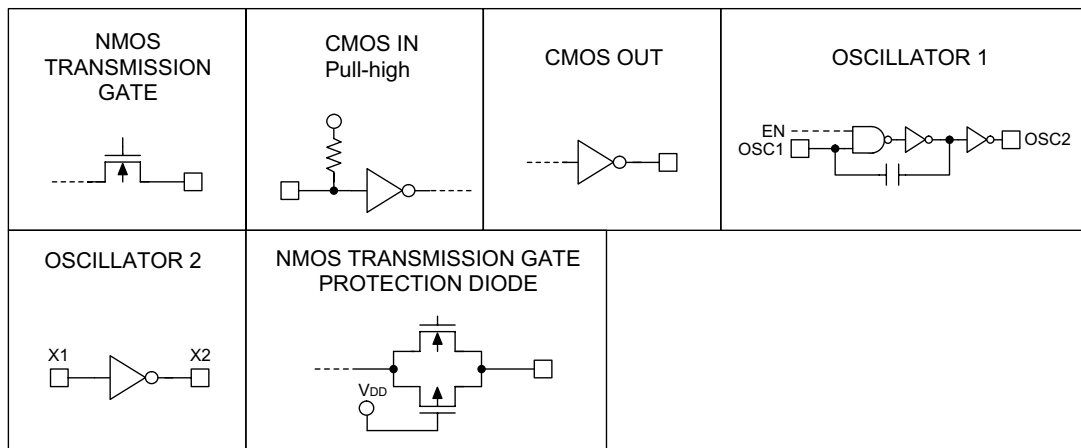 NMOS
TRANSMISSION
GATE
CMOS IN
Pull-high
CMOS OUT
OSCILLATOR 1
EN
OSC1
OSC2
OSCILLATOR 2
X1
X2
NMOS TRANSMISSION GATE
PROTECTION DIODE
VDD